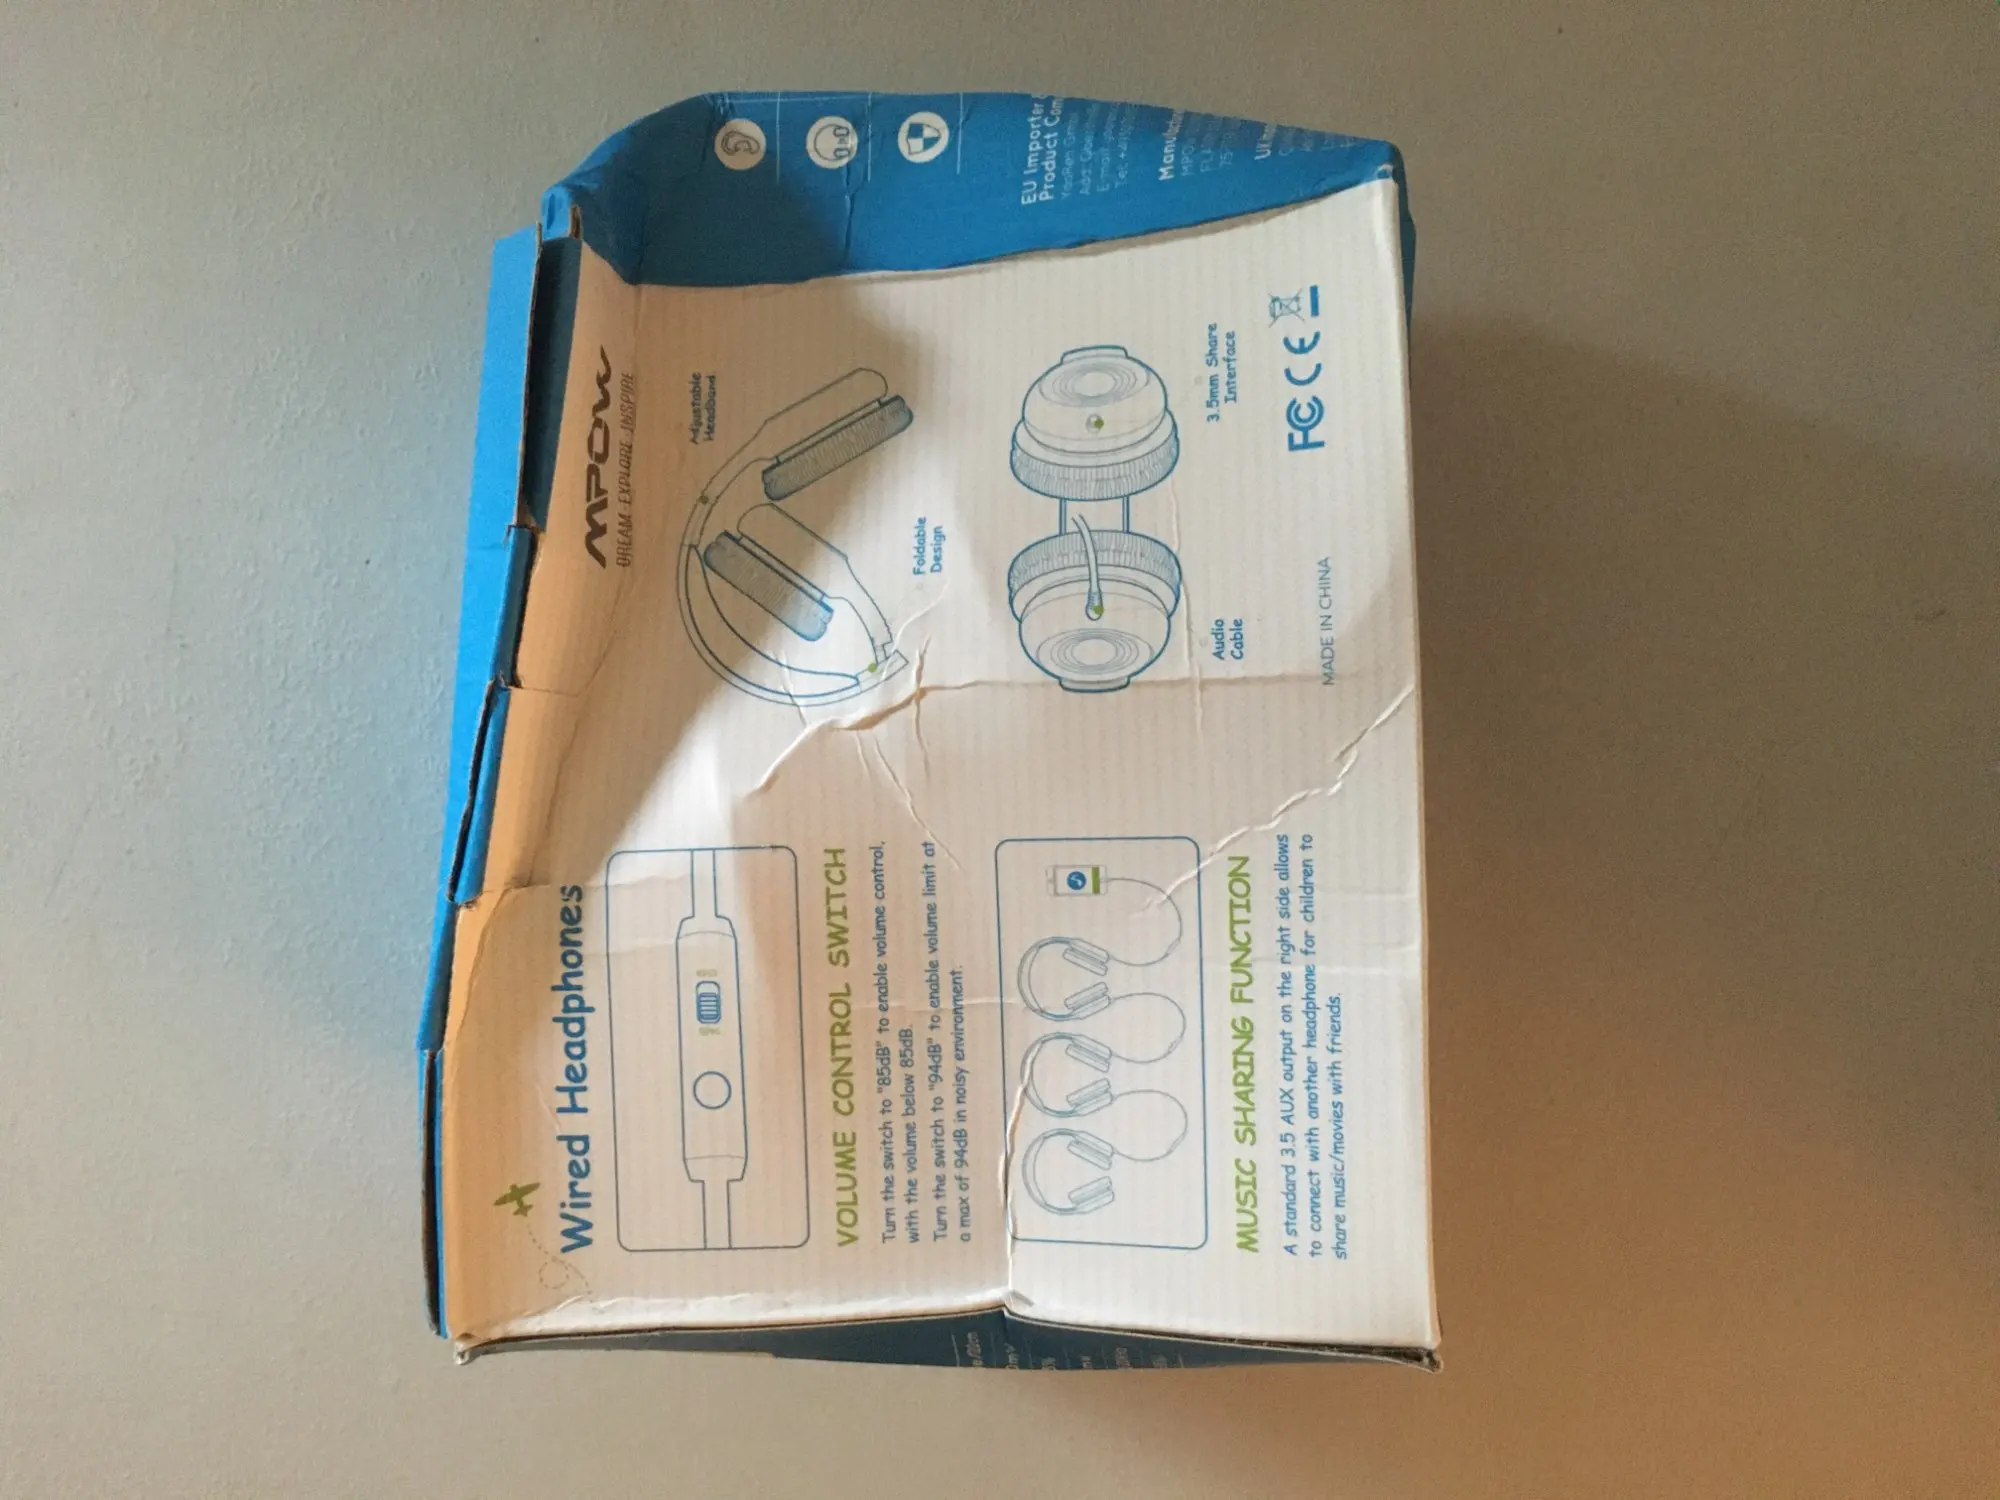 Wired Headphones
MPOW
DREAM·EXPLORE·INSPIRE
VOLUME CONTROL SWITCH
Turn the switch to "85dB" to enable volume control,
with the volume below 85dB.
Turn the switch to "94dB" to enable volume limit at
a max of 94dB in noisy environment.
MUSIC SHARING FUNCTION
A standard 3.5 AUX output on the right side allows
to connect with another headphone for children to
share music/movies with friends.
Adjustable
Headband
Foldable
Design
Audio
Cable
3.5mm Share
Interface
MADE IN CHINA
FC CE
EU Importer
Product Com